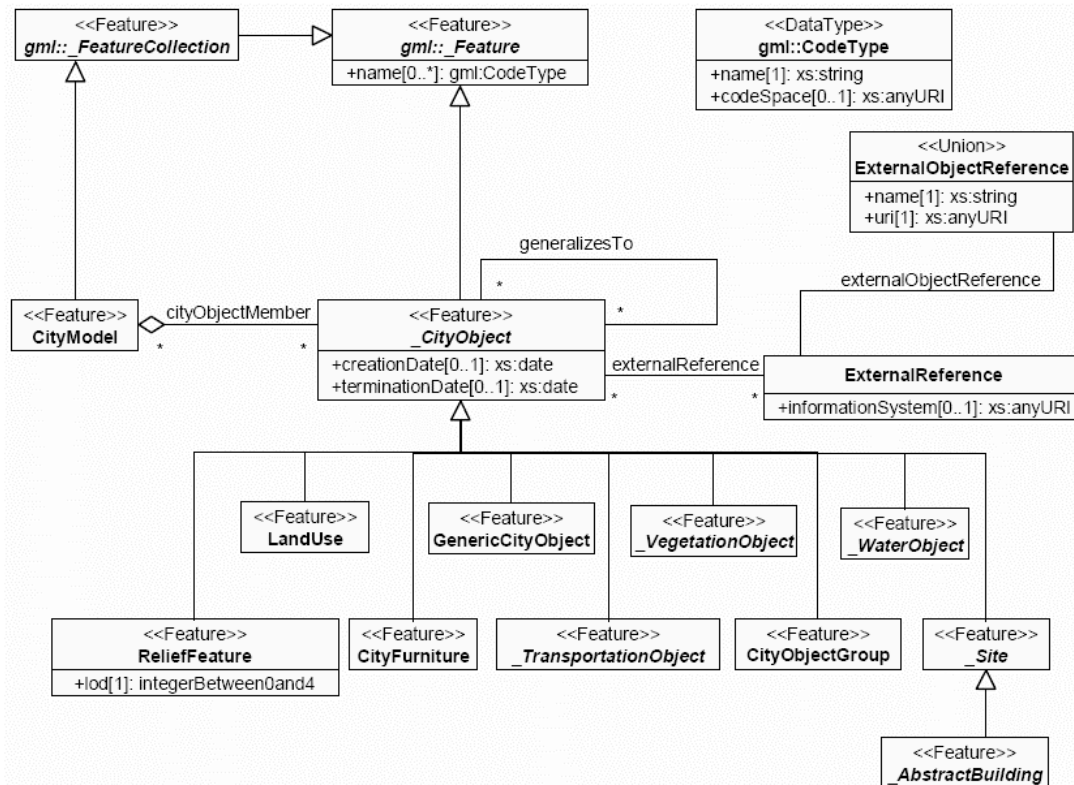 <<Feature>>
gml::_FeatureCollection
<<Feature>>
gml::_Feature
+name[0..*]: gml:CodeType
<<DataType>>
gml::CodeType
+name[1]: xs:string
+codeSpace[0..1]: xs:anyURI
<<Union>>
ExternalObjectReference
+name[1]: xs:string
+uri[1]: xs:anyURI
generalizesTo
*
*
externalObjectReference
<<Feature>>
CityModel
cityObjectMember
*
*
<<Feature>>
_CityObject
+creationDate[0..1]: xs:date
+terminationDate[0..1]: xs:date
externalReference
*
*
ExternalReference
+informationSystem[0..1]: xs:anyURI
<<Feature>>
LandUse
<<Feature>>
GenericCityObject
<<Feature>>
_VegetationObject
<<Feature>>
_WaterObject
<<Feature>>
ReliefFeature
+lod[1]: integerBetween0and4
<<Feature>>
CityFurniture
<<Feature>>
_TransportationObject
<<Feature>>
CityObjectGroup
<<Feature>>
_Site
<<Feature>>
_AbstractBuilding